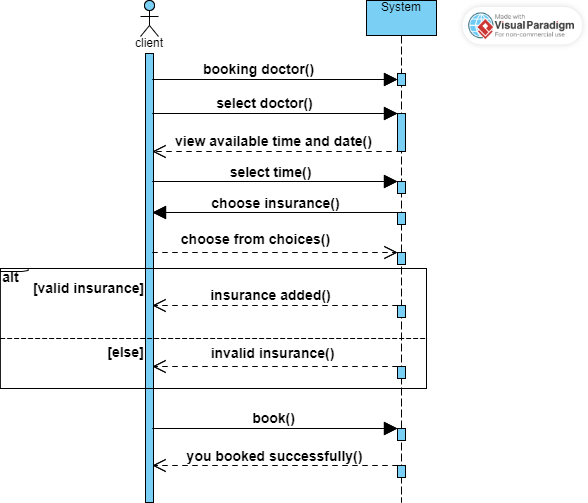 System
Made with
Visual Paradigm
For non-commercial use
client
booking doctor()
select doctor()
view available time and date()
select time()
choose insurance()
choose from choices()
alt
[valid insurance]
insurance added()
[else]
invalid insurance()
book()
you booked successfully()